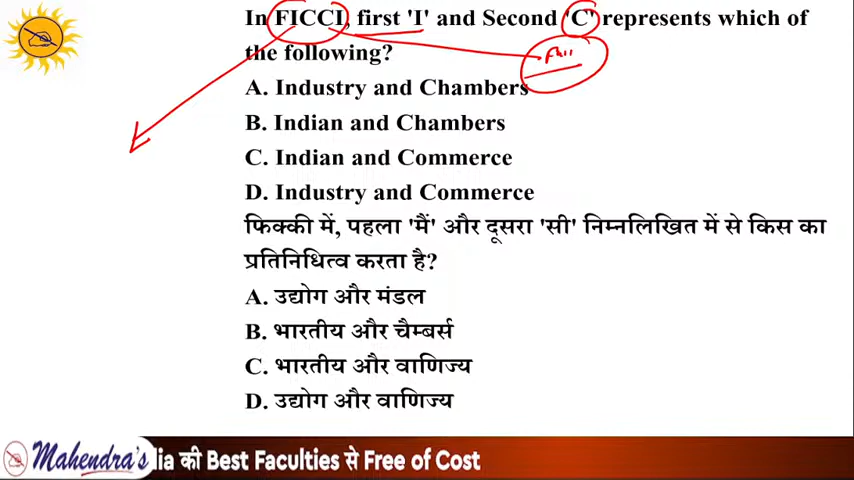 In FICCI, first 'I' and Second 'C' represents which of
the following?
Full
A. Industry and Chambers
B. Indian and Chambers
C. Indian and Commerce
D. Industry and Commerce
फिक्की में, पहला 'मैं' और दूसरा 'सी' निम्नलिखित में से किस का
प्रतिनिधित्व करता है?
A. उद्योग और मंडल
B. भारतीय और चैम्बर्स
C. भारतीय और वाणिज्य
D. उद्योग और वाणिज्य
Mahendra's dia की Best Faculties से Free of Cost